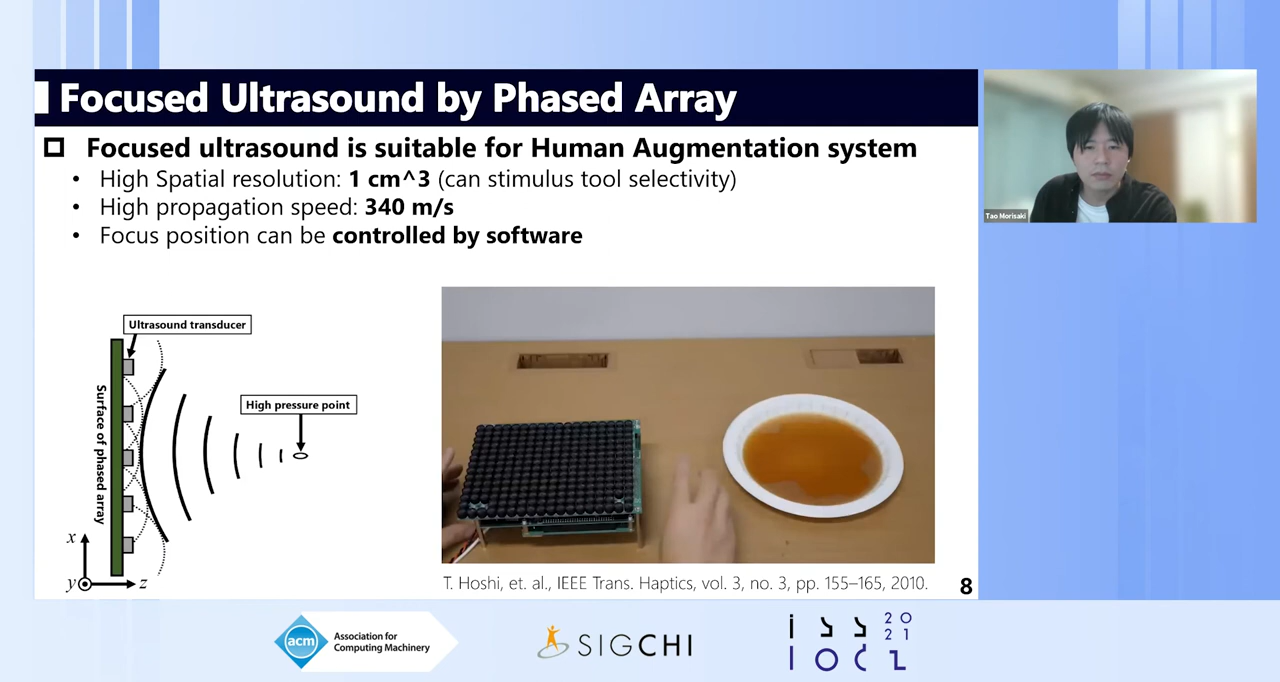 Focused Ultrasound by Phased Array
Focused ultrasound is suitable for Human Augmentation system
• High Spatial resolution: 1 cm^3 (can stimulus tool selectivity)
• High propagation speed: 340 m/s
• Focus position can be controlled by software
Tao Morisaki
Ultrasound transducer
Surface of phased array
High pressure point
x
y
z
T. Hoshi, et. al., IEEE Trans. Haptics, vol. 3, no. 3, pp. 155–165, 2010.
8
acm
Association for
Computing Machinery
SIGCHI
iss
20
21